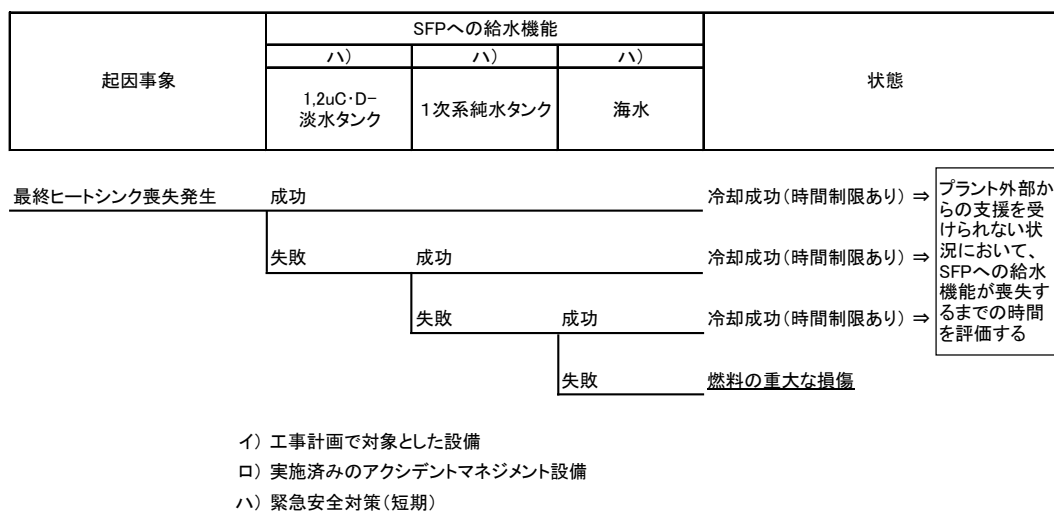 起因事象
SFPへの給水機能
ハ)
ハ)
ハ)
1,2uC・D-
淡水タンク
1次系純水タンク
海水
状態
最終ヒートシンク喪失発生
成功
冷却成功(時間制限あり) ⇒
失敗
成功
冷却成功(時間制限あり) ⇒
失敗
成功
冷却成功(時間制限あり) ⇒
失敗
燃料の重大な損傷
プラント外部か
らの支援を受
けられない状
況において、
SFPへの給水
機能が喪失す
るまでの時間
を評価する
イ) 工事計画で対象とした設備
ロ) 実施済みのアクシデントマネジメント設備
ハ) 緊急安全対策(短期)